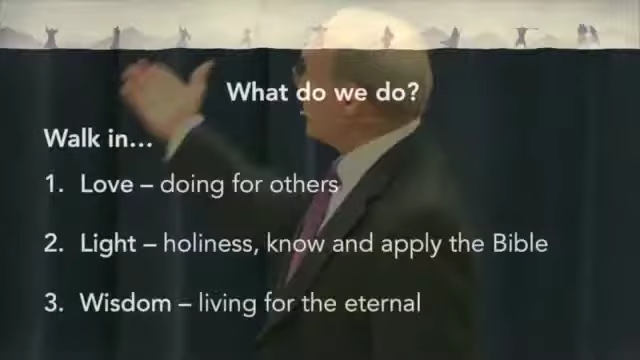 What do we do?
Walk in...
1. Love – doing for others
2. Light – holiness, know and apply the Bible
3. Wisdom – living for the eternal